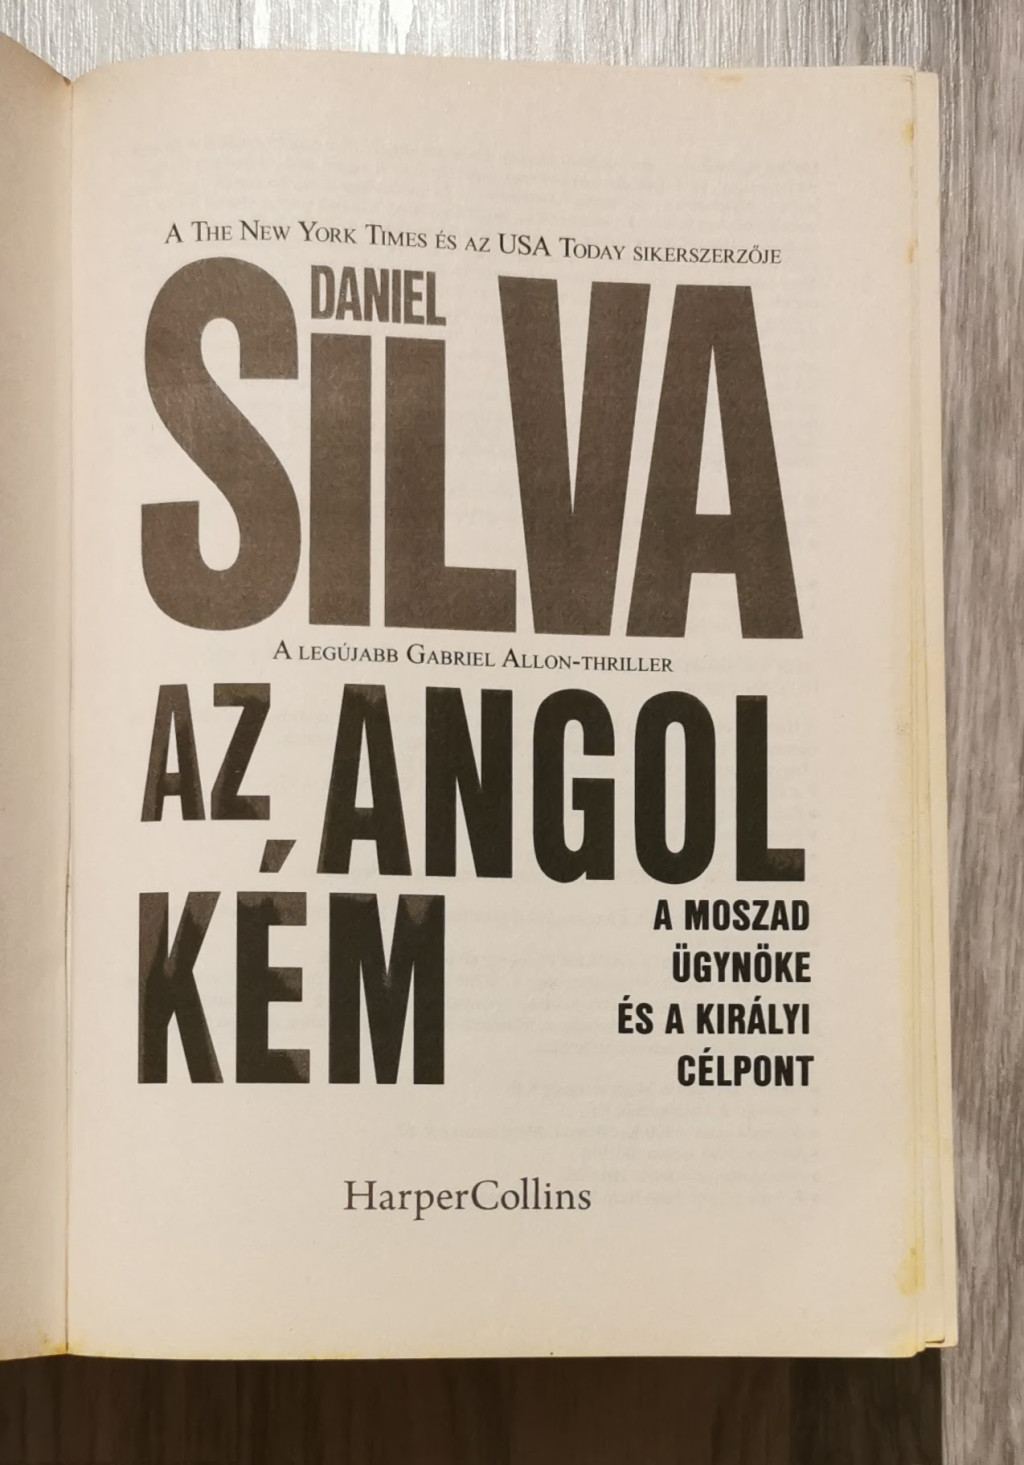 A The New York Times és az USA Today sikerszerzője
DANIEL
SILVA
A legújabb Gabriel Allon-thriller
AZ ANGOL
KÉM
A MOSZAD
ÜGYNÖKE
ÉS A KIRÁLYI
CÉLPONT
HarperCollins